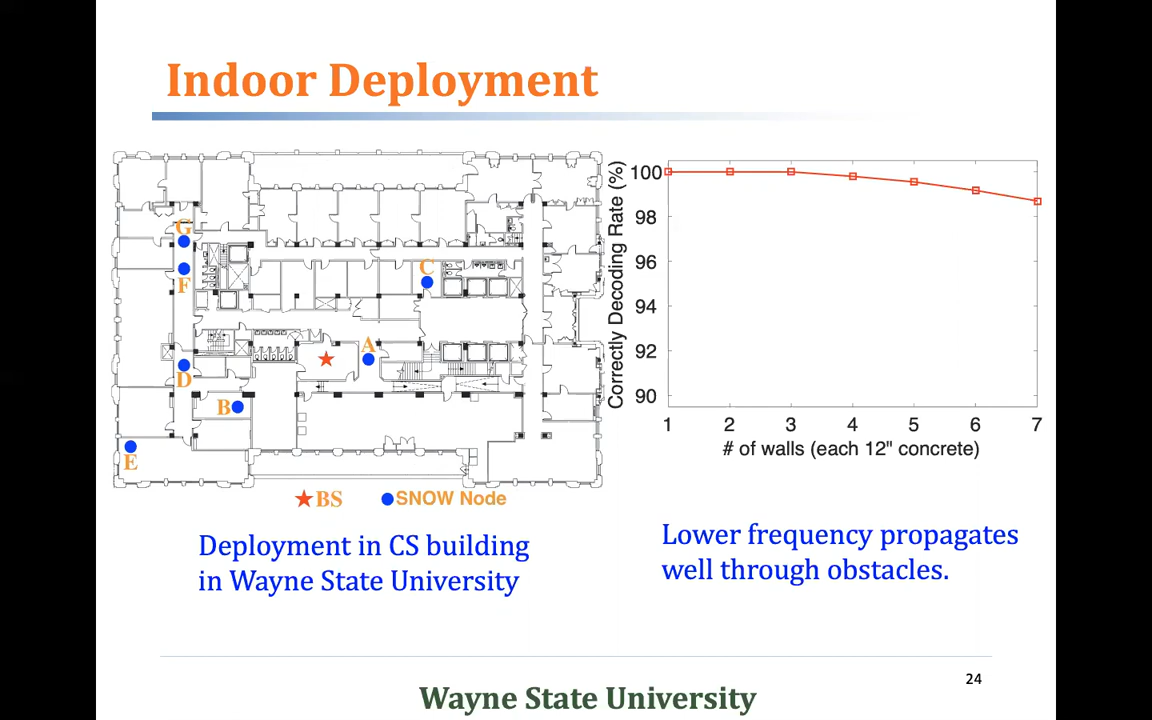 Indoor Deployment
G
F
C
A
D
B
E
BS
SNOW Node
Correctly Decoding Rate (%)
100
98
96
94
92
90
1 2 3 4 5 6 7
# of walls (each 12" concrete)
Deployment in CS building
in Wayne State University
Lower frequency propagates
well through obstacles.
24
Wayne State University